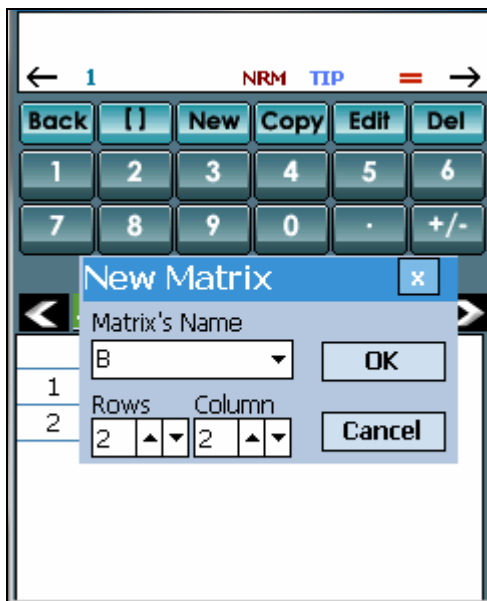 ← 1 NRM TIP = →
Back [ ] New Copy Edit Del
1 2 3 4 5 6
7 8 9 0 . +/-
New Matrix x
Matrix's Name
B OK
1
Rows Column
2
2 2 Cancel